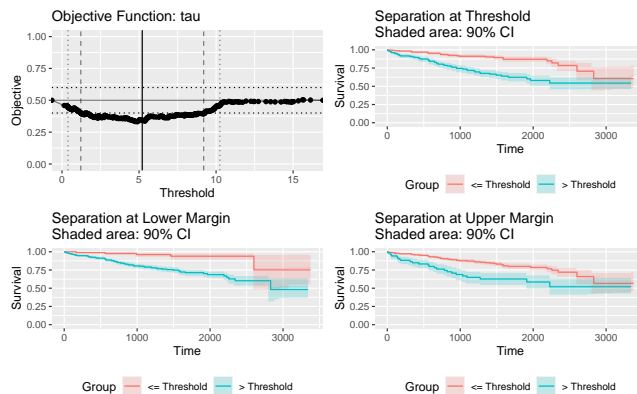 Objective Function: tau
1.00
0.75
0.50
0.25
0.00
Objective
0
5
10
15
Threshold
Separation at Threshold
Shaded area: 90% CI
1.00
0.75
0.50
0.25
0.00
Survival
0
1000
2000
3000
Time
Group <= Threshold > Threshold
Separation at Lower Margin
Shaded area: 90% CI
1.00
0.75
0.50
0.25
0.00
Survival
0
1000
2000
3000
Time
Group <= Threshold > Threshold
Separation at Upper Margin
Shaded area: 90% CI
1.00
0.75
0.50
0.25
0.00
Survival
0
1000
2000
3000
Time
Group <= Threshold > Threshold